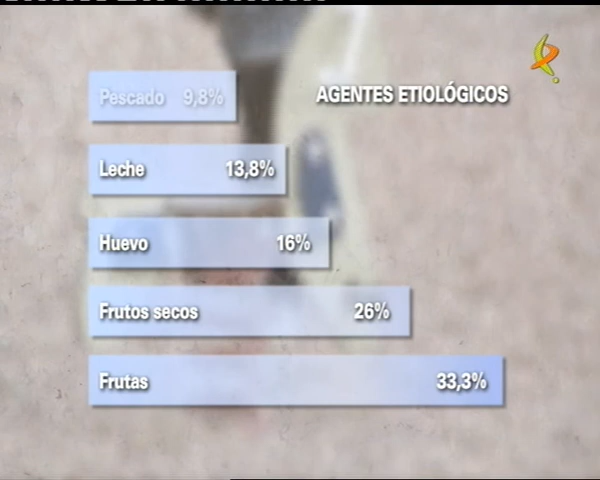 AGENTES ETIOLÓGICOS
Pescado 9,8%
Leche 13,8%
Huevo 16%
Frutos secos 26%
Frutas 33,3%